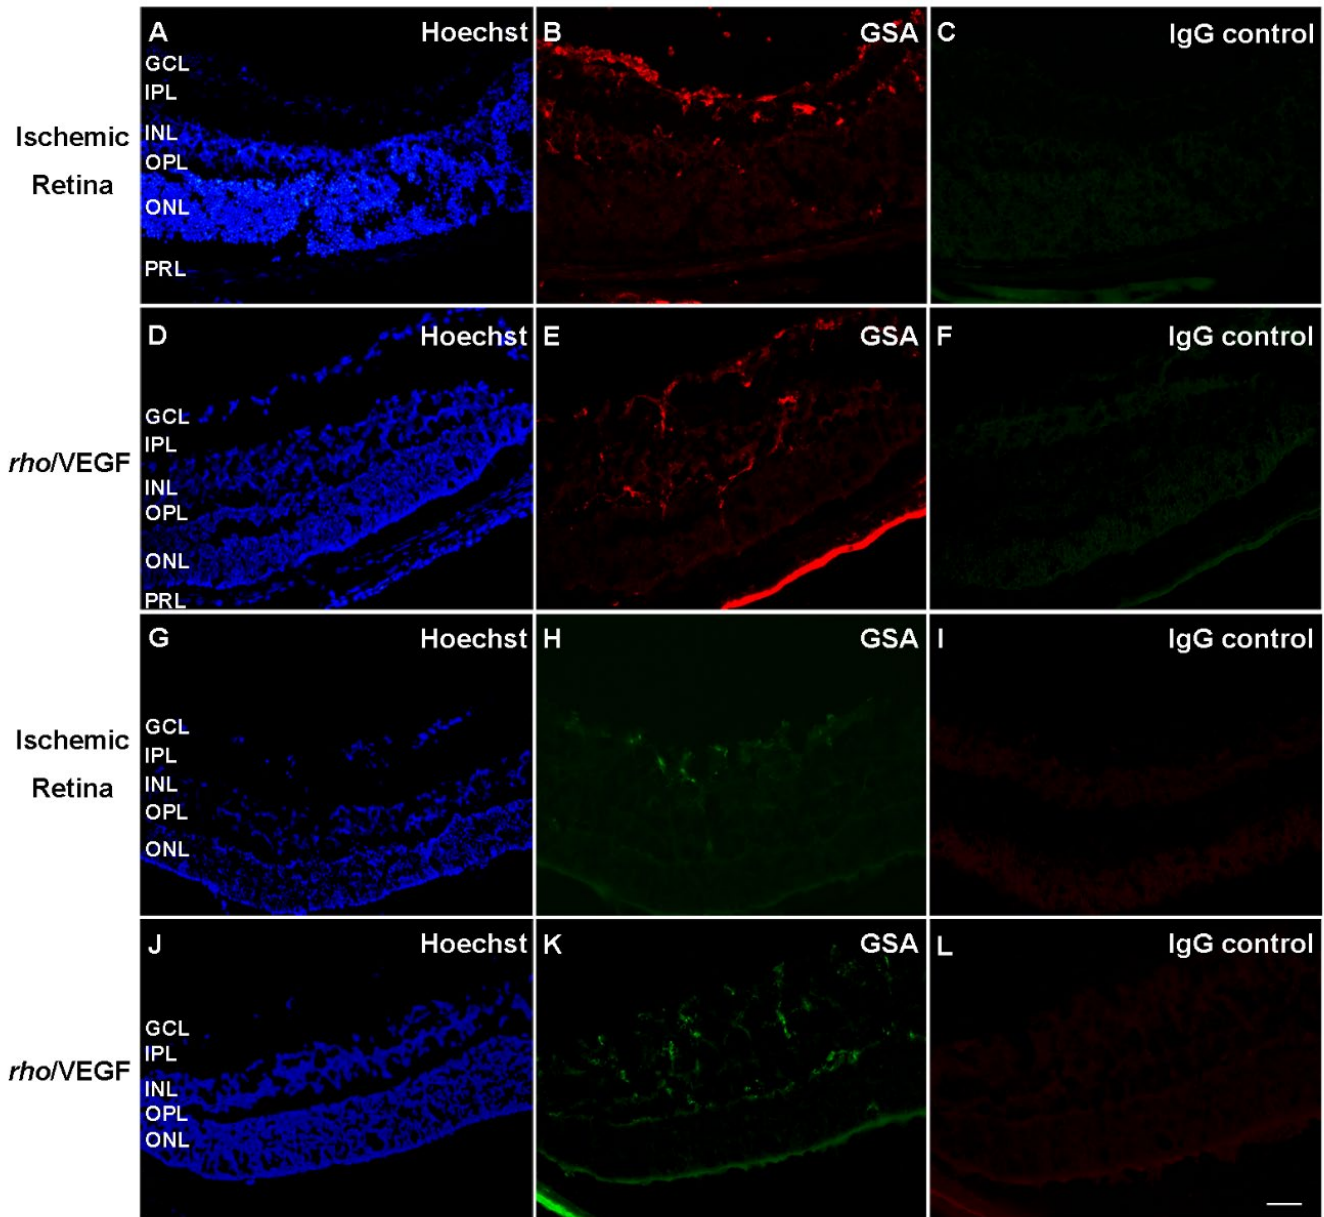 A Hoechst B GSA C IgG control
GCL
IPL
INL
OPL
ONL
PRL
Ischemic
Retina
D Hoechst E GSA F IgG control
GCL
IPL
INL
OPL
ONL
PRL
rho/VEGF
G Hoechst H GSA I IgG control
GCL
IPL
INL
OPL
ONL
Ischemic
Retina
J Hoechst K GSA L IgG control
GCL
IPL
INL
OPL
ONL
rho/VEGF